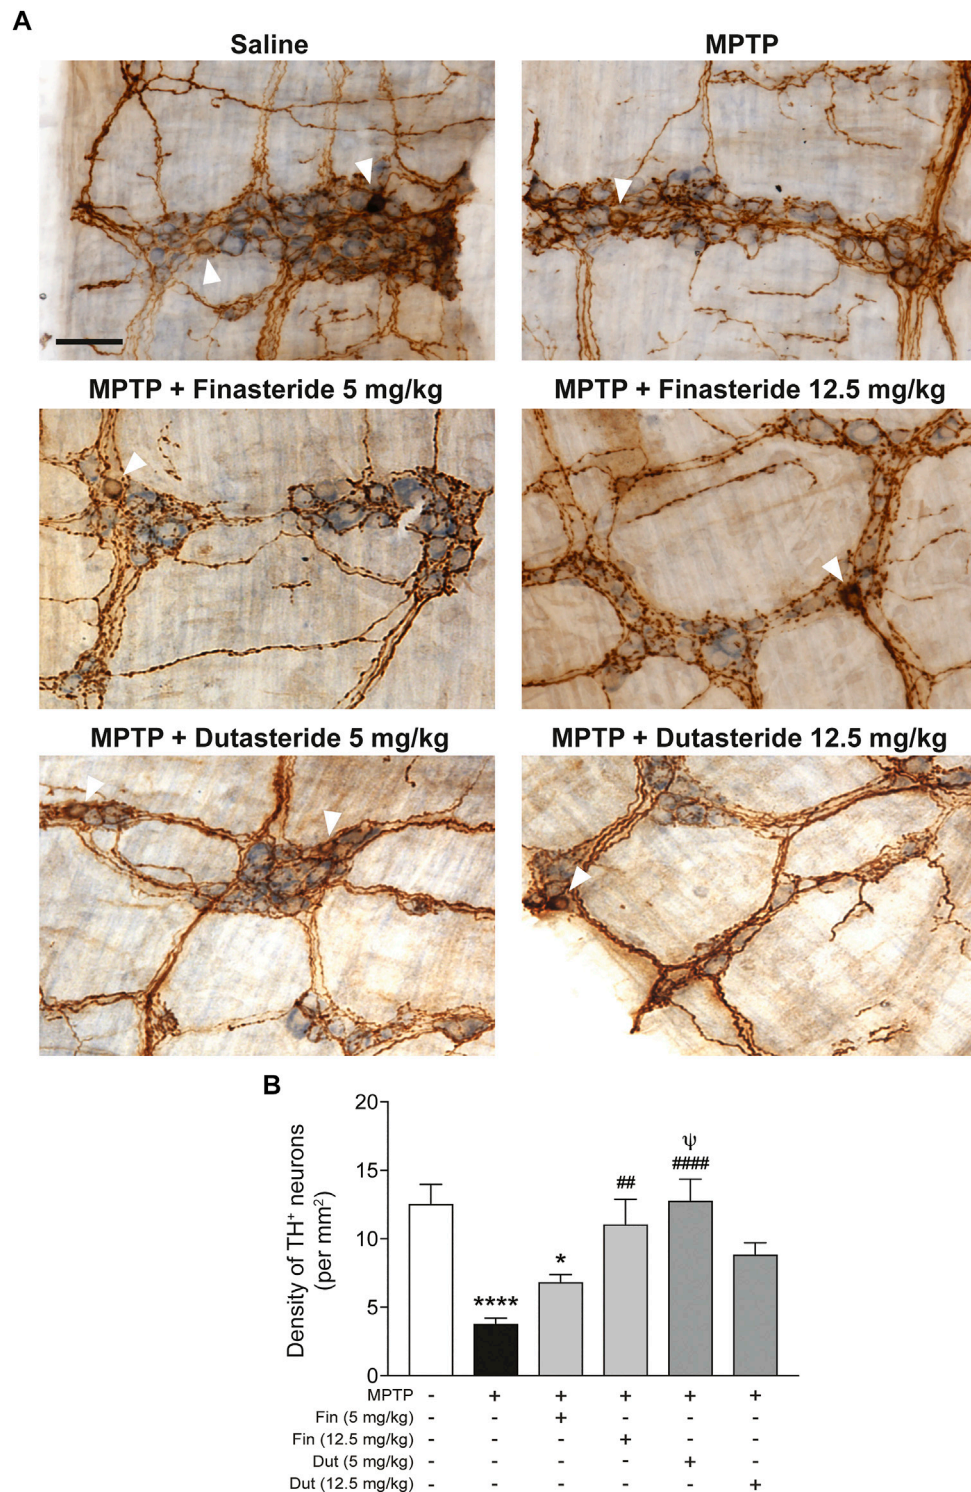 A
Saline MPTP
MPTP + Finasteride 5 mg/kg MPTP + Finasteride 12.5 mg/kg
MPTP + Dutasteride 5 mg/kg MPTP + Dutasteride 12.5 mg/kg
B
Density of TH⁺ neurons
(per mm²)
20
15
10
5
0
ψ
####
##
*
****
MPTP - + + + + +
Fin (5 mg/kg) - - + - - -
Fin (12.5 mg/kg) - - - + - -
Dut (5 mg/kg) - - - - + -
Dut (12.5 mg/kg) - - - - - +